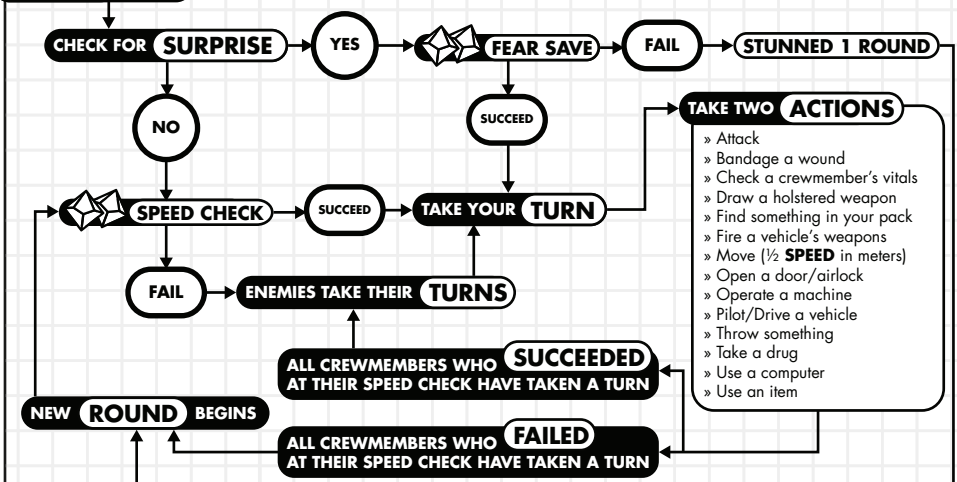 CHECK FOR SURPRISE
YES
FEAR SAVE
FAIL
STUNNED 1 ROUND
NO
SUCCEED
TAKE TWO ACTIONS
» Attack
» Bandage a wound
» Check a crewmember's vitals
» Draw a holstered weapon
» Find something in your pack
» Fire a vehicle's weapons
» Move (½ SPEED in meters)
» Open a door/airlock
» Operate a machine
» Pilot/Drive a vehicle
» Throw something
» Take a drug
» Use a computer
» Use an item
SPEED CHECK
SUCCEED
TAKE YOUR TURN
FAIL
ENEMIES TAKE THEIR TURNS
ALL CREWMEMBERS WHO SUCCEEDED
AT THEIR SPEED CHECK HAVE TAKEN A TURN
NEW ROUND BEGINS
ALL CREWMEMBERS WHO FAILED
AT THEIR SPEED CHECK HAVE TAKEN A TURN